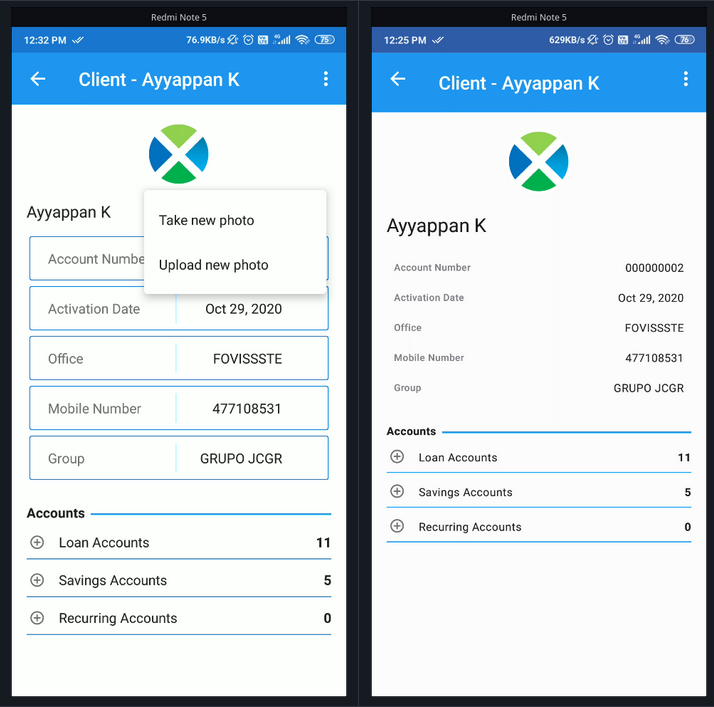 Redmi Note 5
12:32 PM
76.9KB/s
4G
75
Client - Ayyappan K
Ayyappan K
Take new photo
Upload new photo
Account Numbe
Activation Date
Oct 29, 2020
Office
FOVISSSTE
Mobile Number
477108531
Group
GRUPO JCGR
Accounts
Loan Accounts
11
Savings Accounts
5
Recurring Accounts
0
Redmi Note 5
12:25 PM
629KB/s
4G
76
Client - Ayyappan K
Ayyappan K
Account Number
000000002
Activation Date
Oct 29, 2020
Office
FOVISSSTE
Mobile Number
477108531
Group
GRUPO JCGR
Accounts
Loan Accounts
11
Savings Accounts
5
Recurring Accounts
0